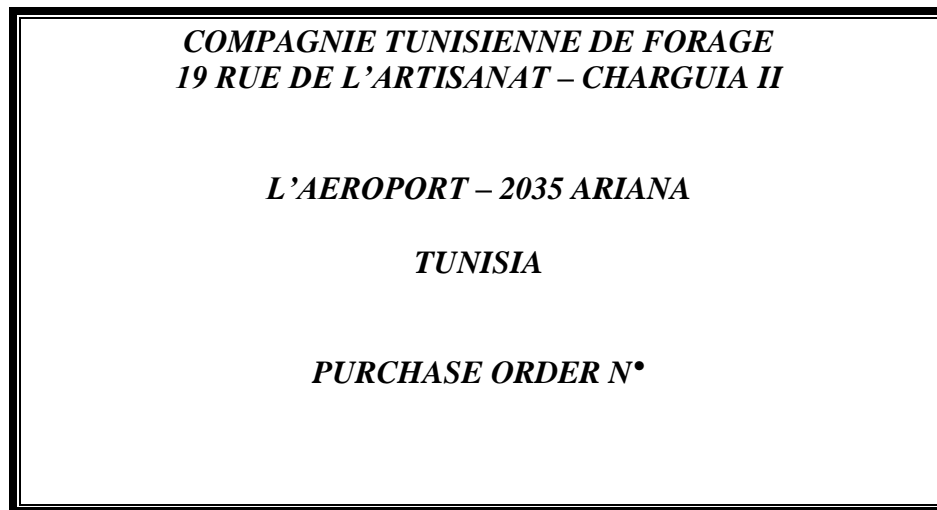 COMPAGNIE TUNISIENNE DE FORAGE
19 RUE DE L’ARTISANAT – CHARGUIA II
L’AEROPORT – 2035 ARIANA
TUNISIA
PURCHASE ORDER N•